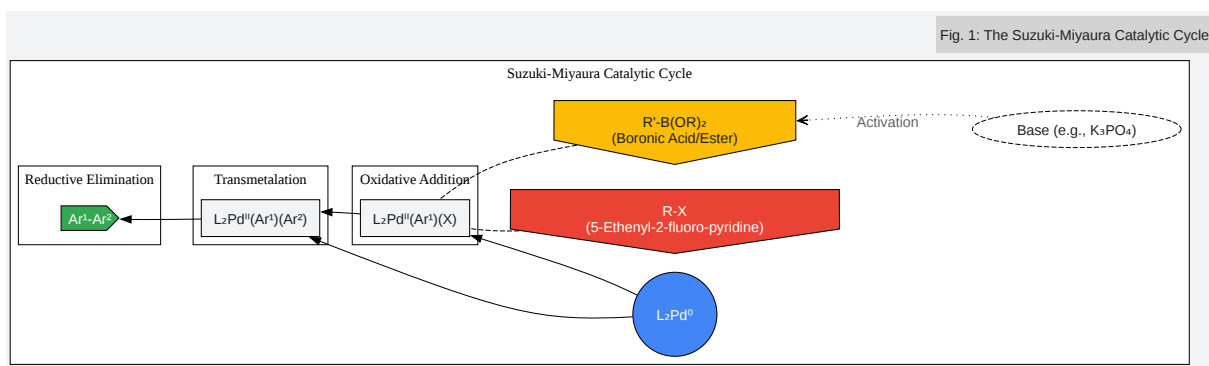 Fig. 1: The Suzuki-Miyaura Catalytic Cycle
Suzuki-Miyaura Catalytic Cycle
R'-B(OR)₂
(Boronic Acid/Ester)
Activation
Base (e.g., K₃PO₄)
Reductive Elimination
Transmetalation
Oxidative Addition
Ar¹-Ar²
L₂Pdᴵᴵ(Ar¹)(Ar²)
L₂Pdᴵᴵ(Ar¹)(X)
R-X
(5-Ethenyl-2-fluoro-pyridine)
L₂Pd⁰